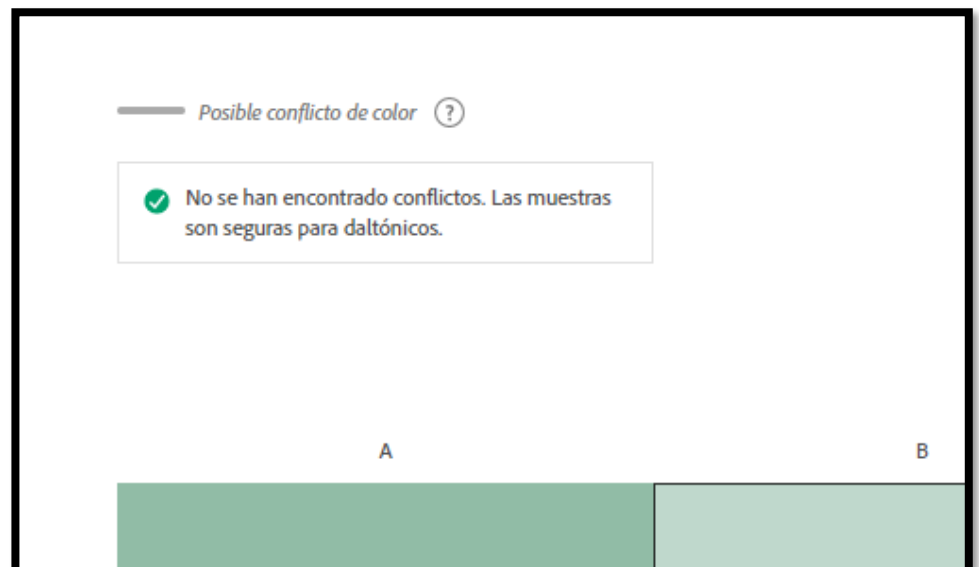 Posible conflicto de color ?
No se han encontrado conflictos. Las muestras
son seguras para daltónicos.
A B